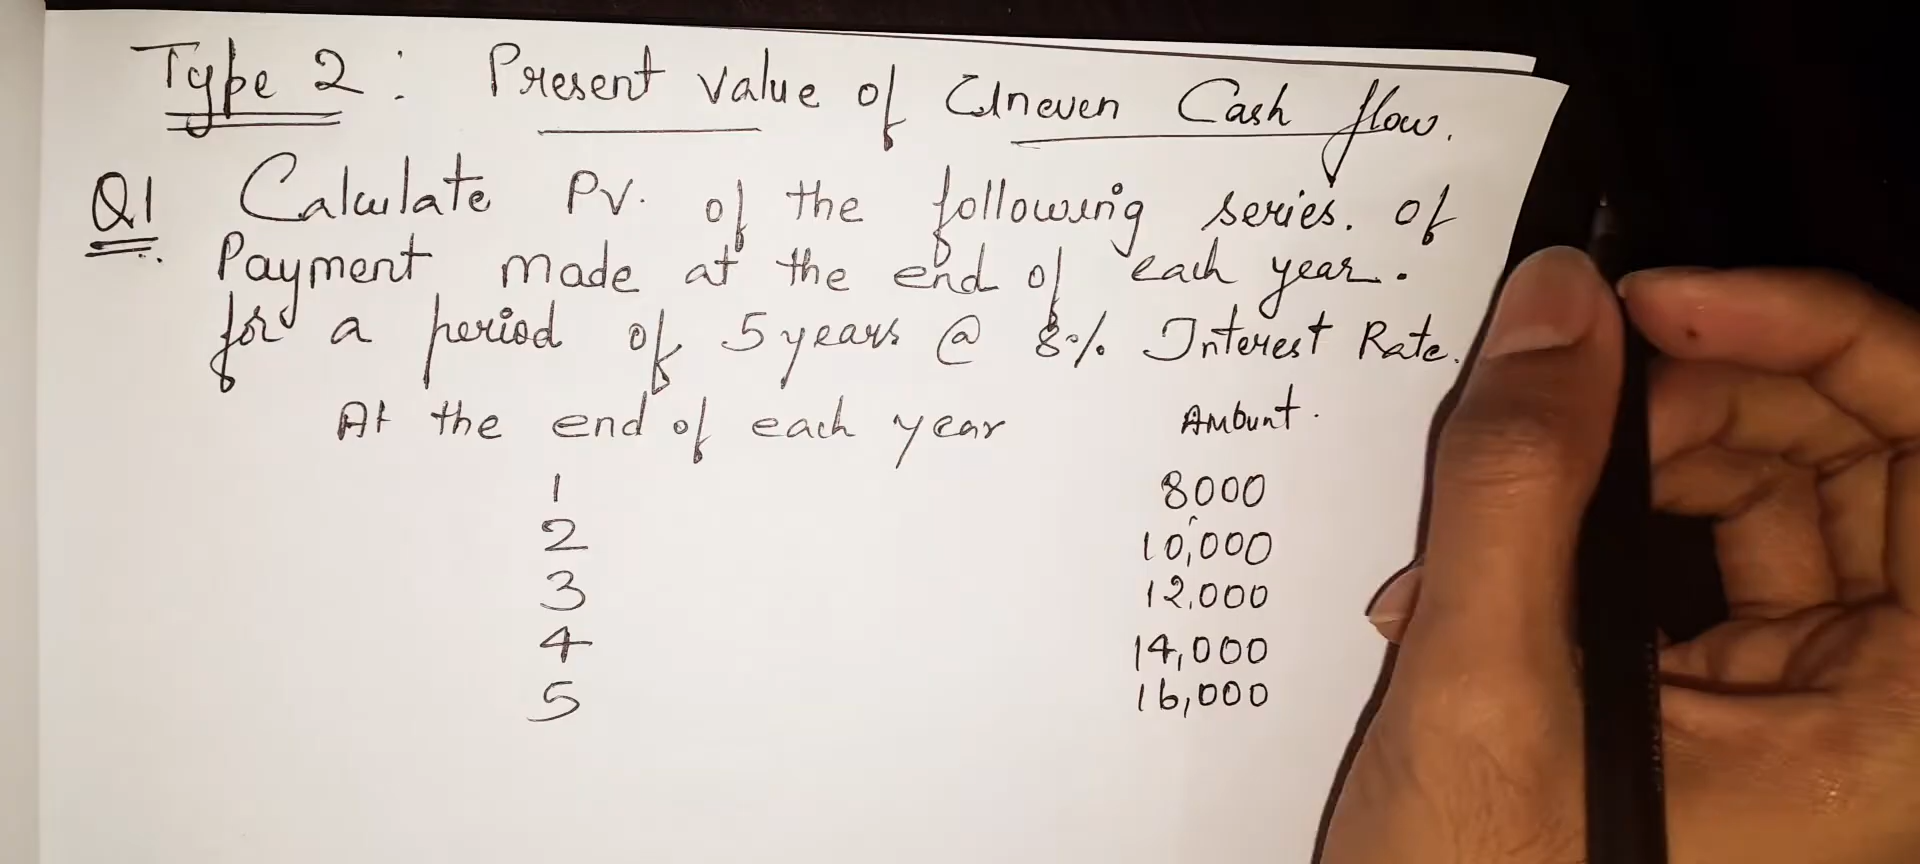 Type 2 : Present value of Uneven Cash flow.
Q1 Calculate PV. of the following series. of
Payment made at the end of each year.
for a period of 5 years @ 8% Interest Rate.
At the end of each year Amount.
1 8000
2 10,000
3 12,000
4 14,000
5 16,000